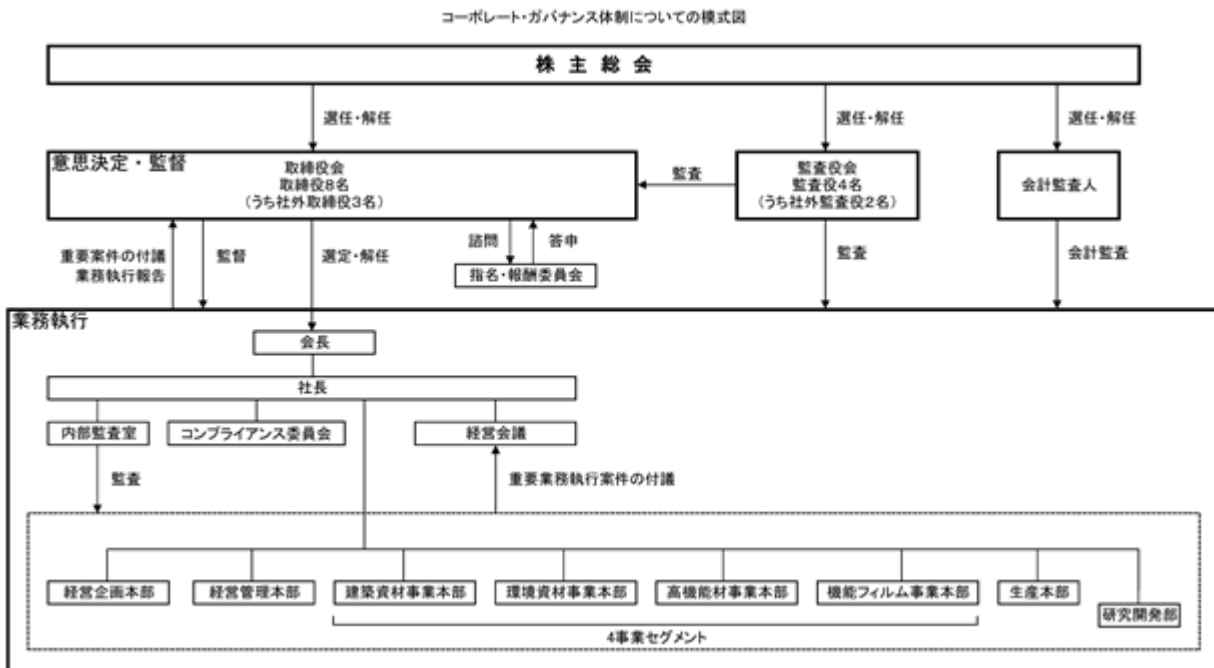 コーポレート・ガバナンス体制についての模式図
株主総会
選任・解任
選任・解任
選任・解任
意思決定・監督
取締役会
取締役8名
(うち社外取締役3名)
監査
監査役会
監査役4名
(うち社外監査役2名)
会計監査人
重要案件の付議
業務執行報告
監督
選定・解任
諮問
答申
指名・報酬委員会
監査
会計監査
業務執行
会長
社長
内部監査室
コンプライアンス委員会
経営会議
監査
重要業務執行案件の付議
経営企画本部
経営管理本部
建築資材事業本部
環境資材事業本部
高機能材事業本部
機能フィルム事業本部
生産本部
研究開発部
4事業セグメント